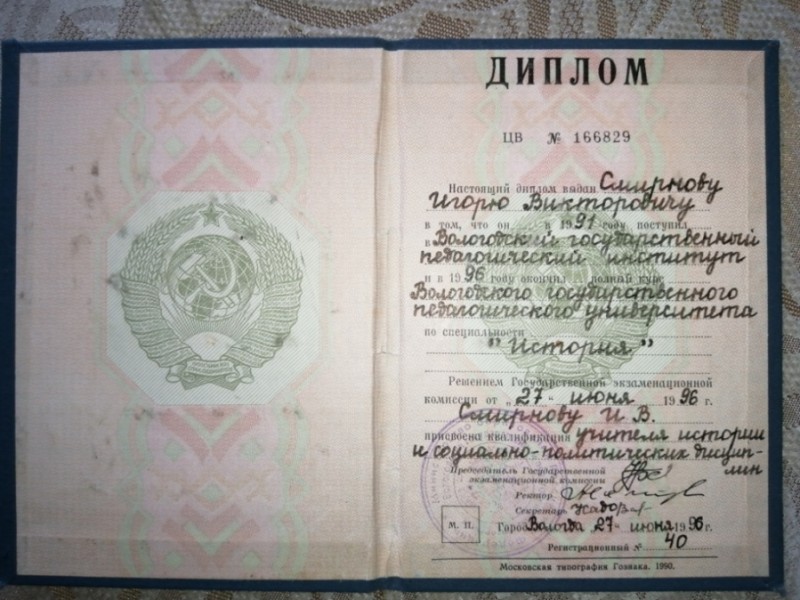 ДИПЛОМ
ЦВ № 166829
Настоящий диплом выдан Смирнову
Игорю Викторовичу
в том, что он в 1991 году поступил
в Вологодский государственный
педагогический институт
и в 1996 году окончил полный курс
Вологодского государственного
педагогического университета
по специальности
"История"
Решением Государственной экзаменационной
комиссии от „27“ июня 1996 г.
Смирнову И. В.
присвоена квалификация учителя истории
и социально-политических дисцип-
лин
Председатель Государственной
экзаменационной комиссии
Ректор
Секретарь
М. П.
Город Вологда „27“ июня 1996 г.
Регистрационный № 40
Московская типография Гознака. 1990.